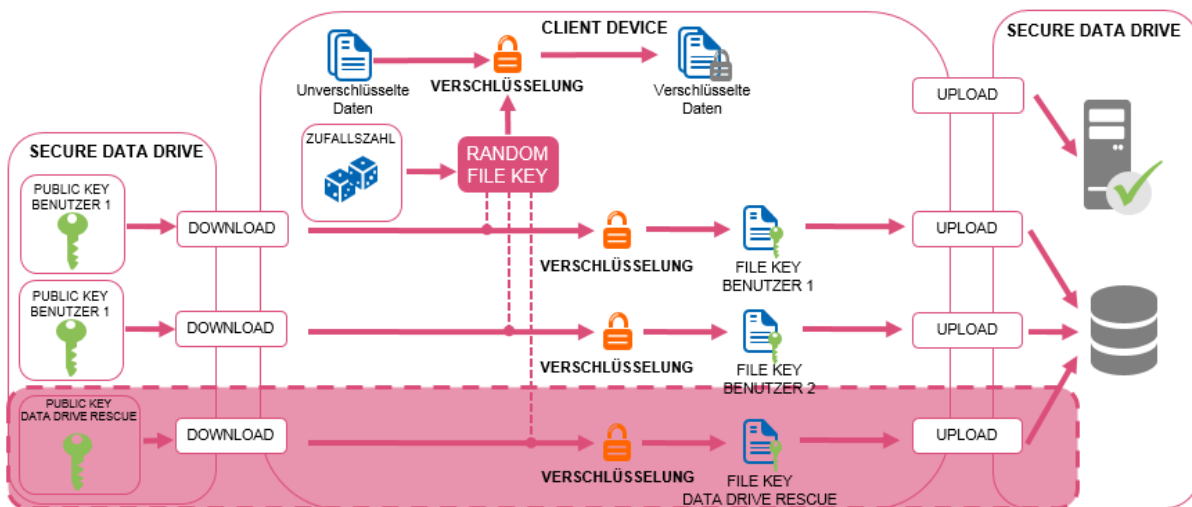 CLIENT DEVICE
SECURE DATA DRIVE
Unverschlüsselte
Daten
VERSCHLÜSSELUNG
Verschlüsselte
Daten
UPLOAD
ZUFALLSZAHL
RANDOM
FILE KEY
SECURE DATA DRIVE
PUBLIC KEY
BENUTZER 1
DOWNLOAD
VERSCHLÜSSELUNG
FILE KEY
BENUTZER 1
UPLOAD
PUBLIC KEY
BENUTZER 1
DOWNLOAD
VERSCHLÜSSELUNG
FILE KEY
BENUTZER 2
UPLOAD
PUBLIC KEY
DATA DRIVE RESCUE
DOWNLOAD
VERSCHLÜSSELUNG
FILE KEY
DATA DRIVE RESCUE
UPLOAD